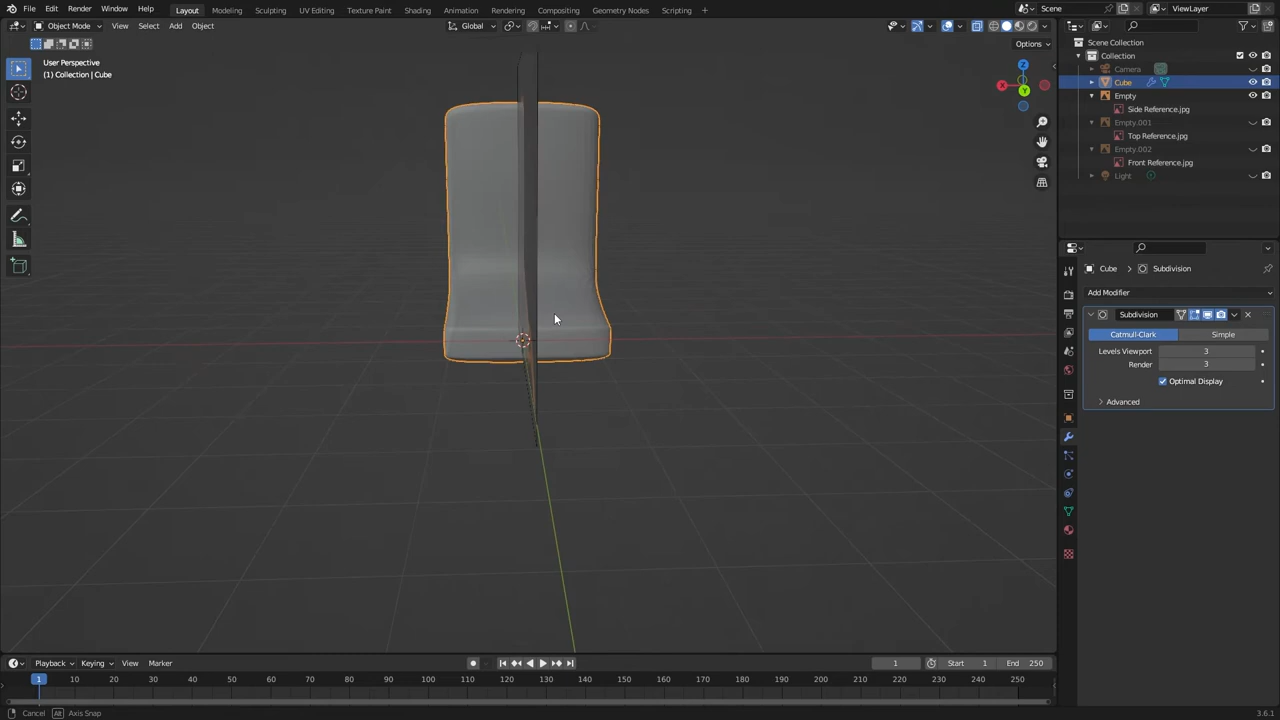 File Edit Render Window Help Layout Modeling Sculpting UV Editing Texture Paint Shading Animation Rendering Compositing Geometry Nodes Scripting Scene ViewLayer
Object Mode View Select Add Object Global
Options
User Perspective
(1) Collection | Cube
X
Y
Z
Scene Collection
Collection
Camera
Cube
Empty
Side Reference.jpg
Empty.001
Top Reference.jpg
Empty.002
Front Reference.jpg
Light
Cube Subdivision
Add Modifier
Subdivision
Catmull-Clark Simple
Levels Viewport 3
Render 3
Optimal Display
Advanced
Playback Keying View Marker 1 Start 1 End 250
1 10 20 30 40 50 60 70 80 90 100 110 120 130 140 150 160 170 180 190 200 210 220 230 240 250
Cancel Alt Axis Snap 3.6.1